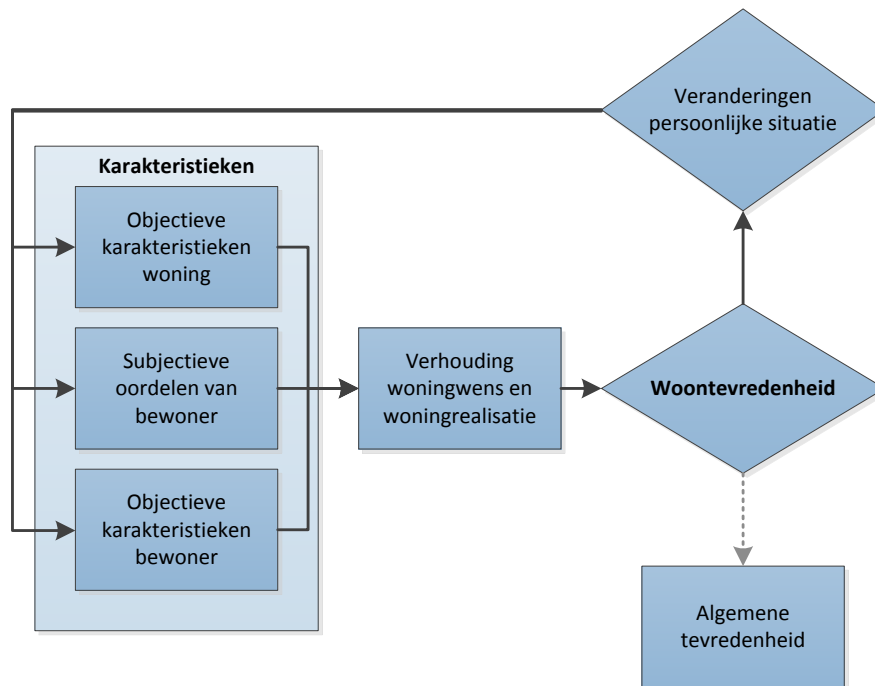 Veranderingen
persoonlijke situatie
Karakteristieken
Objectieve
karakteristieken
woning
Subjectieve
oordelen van
bewoner
Objectieve
karakteristieken
bewoner
Verhouding
woningwens en
woningrealisatie
Woontevredenheid
Algemene
tevredenheid